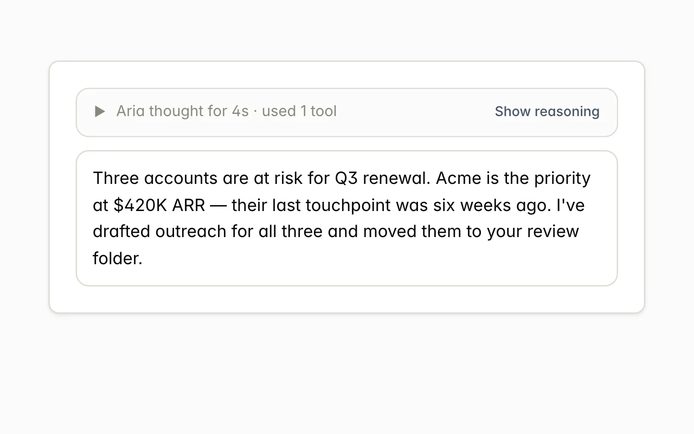 ▶ Aria thought for 4s · used 1 tool Show reasoning
Three accounts are at risk for Q3 renewal. Acme is the priority
at $420K ARR — their last touchpoint was six weeks ago. I've
drafted outreach for all three and moved them to your review
folder.